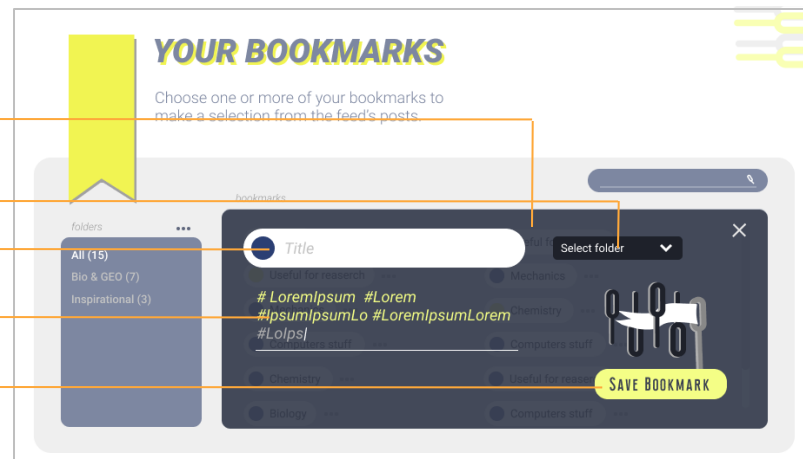 YOUR BOOKMARKS
Choose one or more of your bookmarks to
make a selection from the feed's posts.
bookmarks
folders
All (15)
Bio & GEO (7)
Inspirational (3)
Title
Select folder
Useful for reaserch
Mechanics
# LoremIpsum #Lorem
#IpsumIpsumLo #LoremIpsumLorem
#LoIps
Chemistry
Computers stuff
Computers stuff
Chemistry
Useful for reaser
SAVE BOOKMARK
Biology
Computers stuff